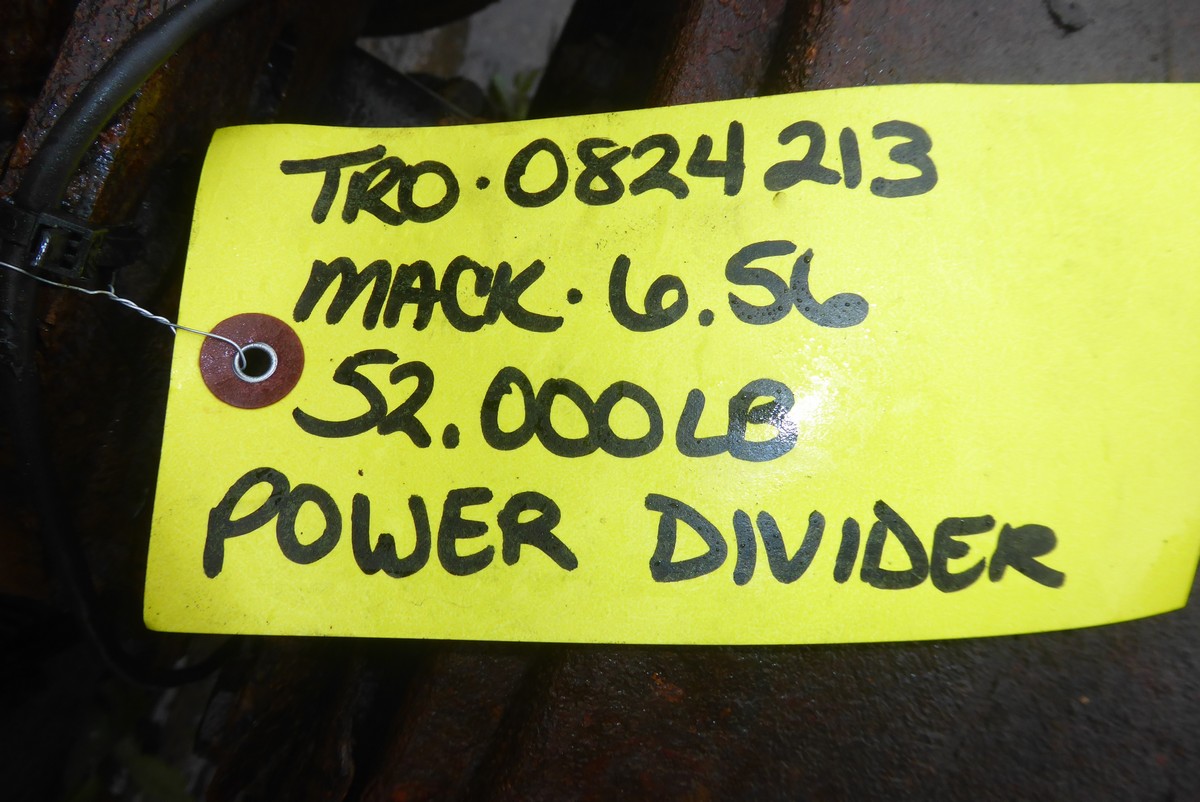 TRO. 0824213
MACK. 6.56
52.000LB
POWER DIVIDER